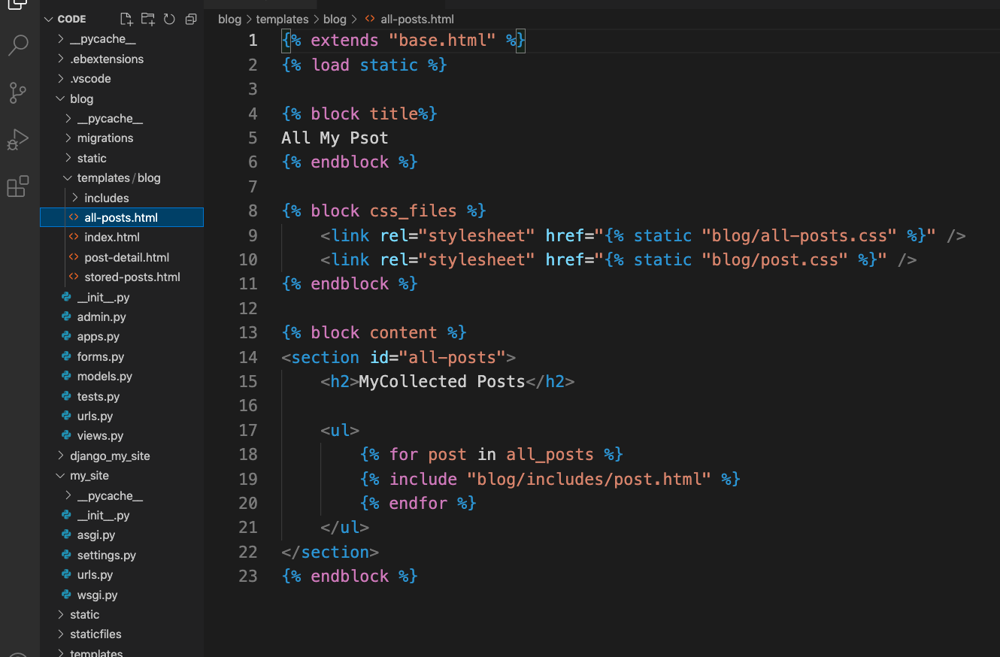 CODE
__pycache__
.ebextensions
.vscode
blog
__pycache__
migrations
static
templates/blog
includes
all-posts.html
index.html
post-detail.html
stored-posts.html
__init__.py
admin.py
apps.py
forms.py
models.py
tests.py
urls.py
views.py
django_my_site
my_site
__pycache__
__init__.py
asgi.py
settings.py
urls.py
wsgi.py
static
staticfiles
templates
blog > templates > blog > <> all-posts.html
1 {% extends "base.html" %}
2 {% load static %}
3
4 {% block title%}
5 All My Psot
6 {% endblock %}
7
8 {% block css_files %}
9 <link rel="stylesheet" href="{% static "blog/all-posts.css" %}" />
10 <link rel="stylesheet" href="{% static "blog/post.css" %}" />
11 {% endblock %}
12
13 {% block content %}
14 <section id="all-posts">
15 <h2>MyCollected Posts</h2>
16
17 <ul>
18 {% for post in all_posts %}
19 {% include "blog/includes/post.html" %}
20 {% endfor %}
21 </ul>
22 </section>
23 {% endblock %}